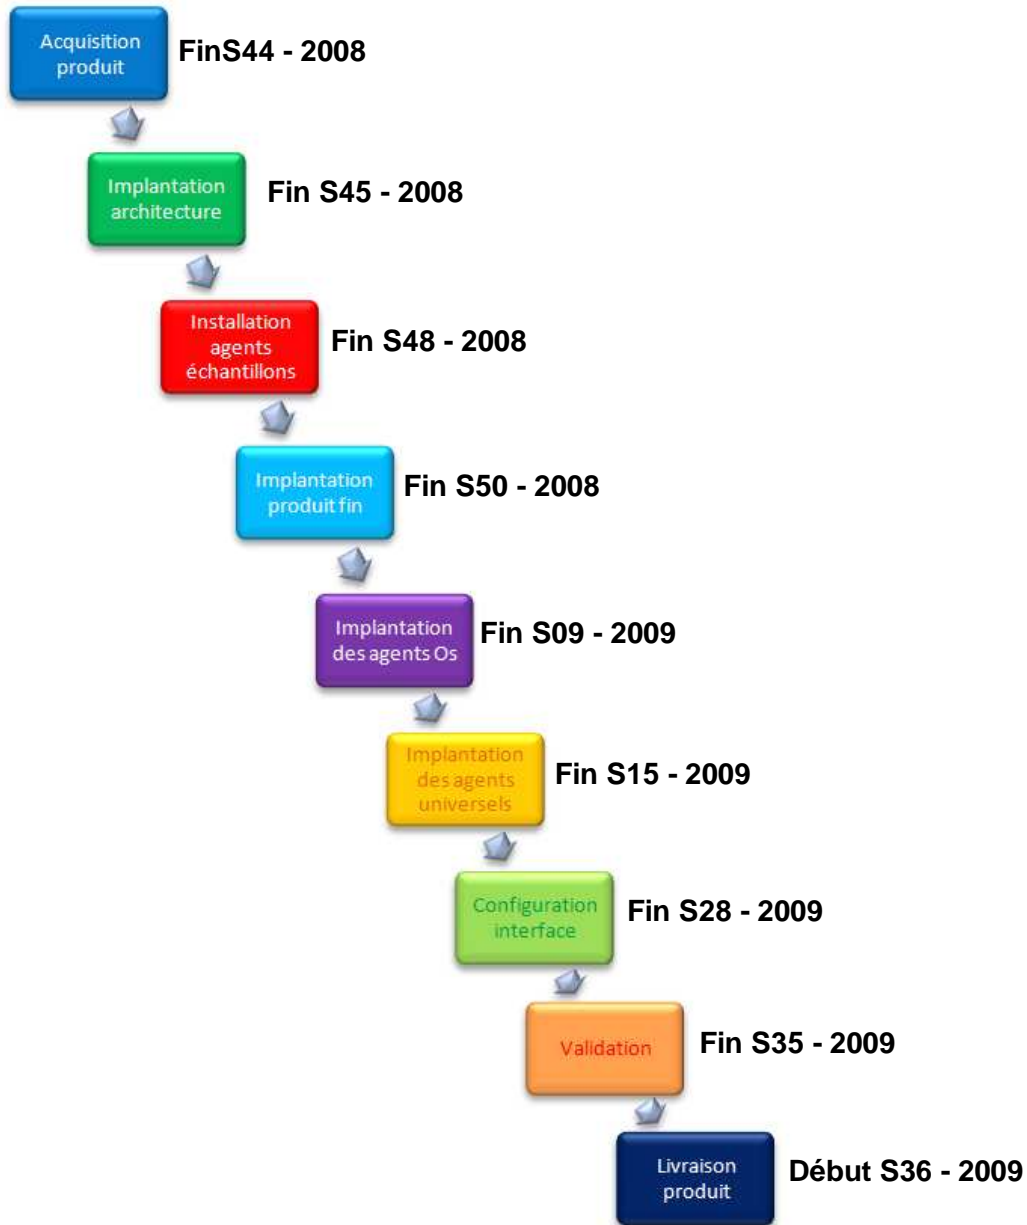 Acquisition
produit
FinS44 - 2008
Implantation
architecture
Fin S45 - 2008
Installation
agents
échantillons
Fin S48 - 2008
Implantation
produit fin
Fin S50 - 2008
Implantation
des agents Os
Fin S09 - 2009
Implantation
des agents
universels
Fin S15 - 2009
Configuration
interface
Fin S28 - 2009
Validation
Fin S35 - 2009
Livraison
produit
Début S36 - 2009